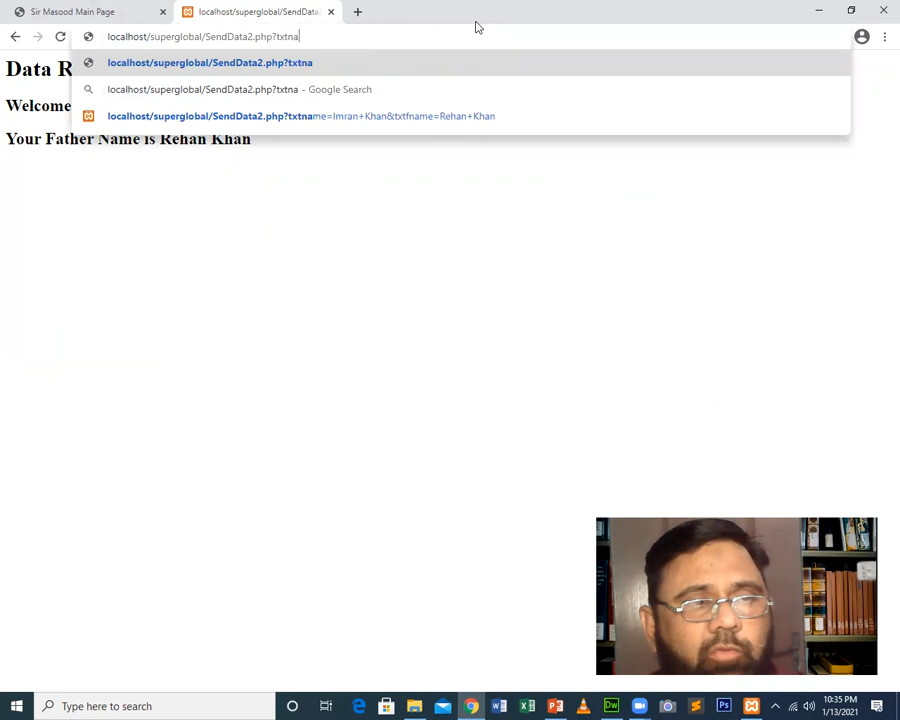 Sir Masood Main Page
localhost/superglobal/SendData
localhost/superglobal/SendData2.php?txtna
localhost/superglobal/SendData2.php?txtna
localhost/superglobal/SendData2.php?txtna - Google Search
localhost/superglobal/SendData2.php?txtname=Imran+Khan&txtfname=Rehan+Khan
Data R
Welcome
Your Father Name is Rehan Khan
Type here to search
10:35 PM
1/13/2021